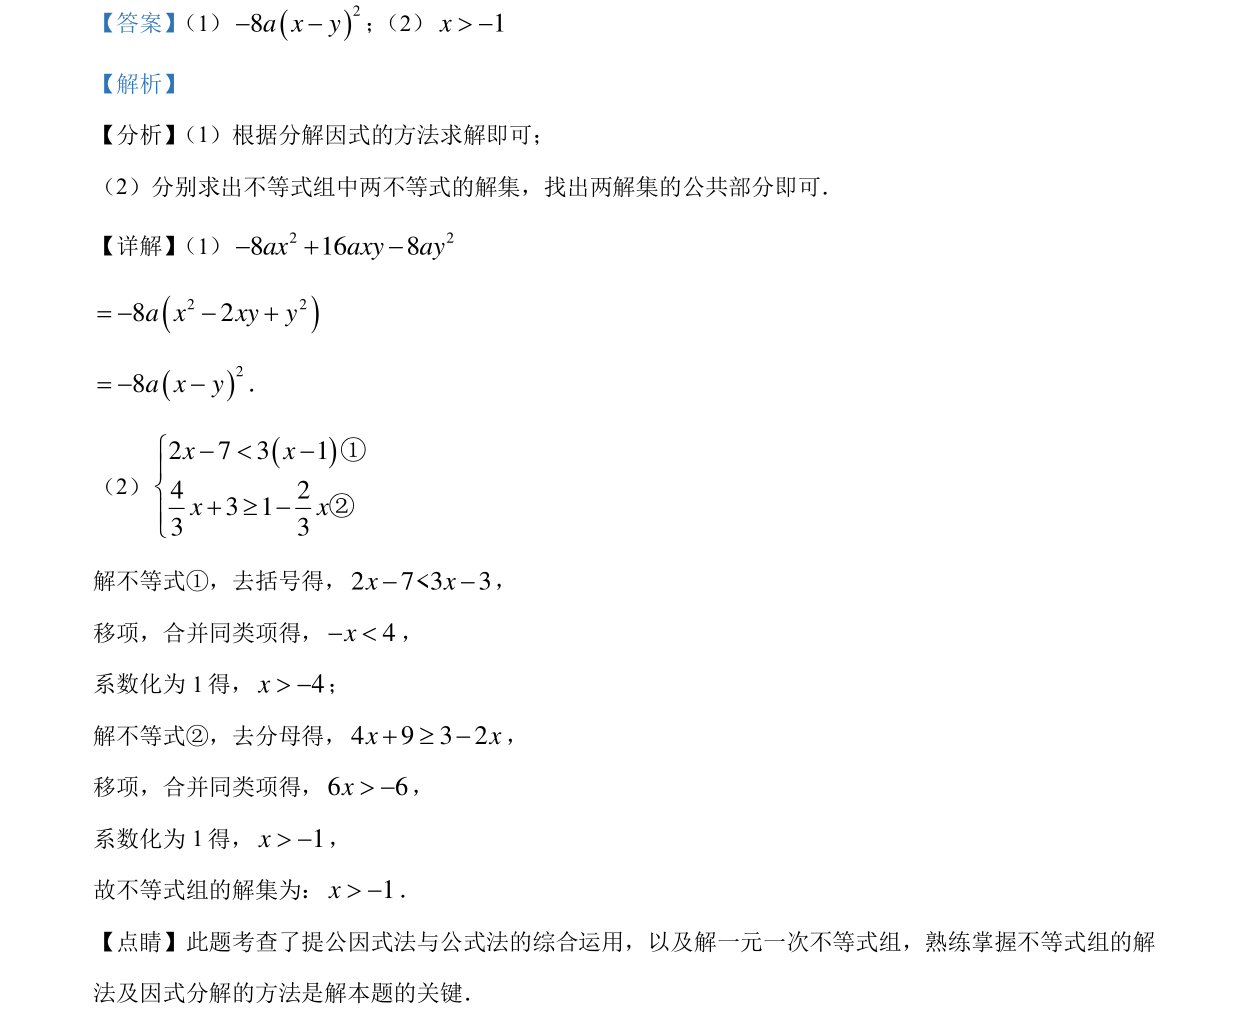 【答案】（1）−8a(x−y)²；（2）x>−1
【解析】
【分析】（1）根据分解因式的方法求解即可；
（2）分别求出不等式组中两不等式的解集，找出两解集的公共部分即可．
【详解】（1）−8ax²+16axy−8ay²
=−8a(x²−2xy+y²)
=−8a(x−y)²．
（2）{2x−7<3(x−1)①
4/3x+3≥1−2/3x②
解不等式①，去括号得，2x−7<3x−3，
移项，合并同类项得，−x<4，
系数化为1得，x>−4；
解不等式②，去分母得，4x+9≥3−2x，
移项，合并同类项得，6x>−6，
系数化为1得，x>−1，
故不等式组的解集为：x>−1．
【点睛】此题考查了提公因式法与公式法的综合运用，以及解一元一次不等式组，熟练掌握不等式组的解
法及因式分解的方法是解本题的关键．